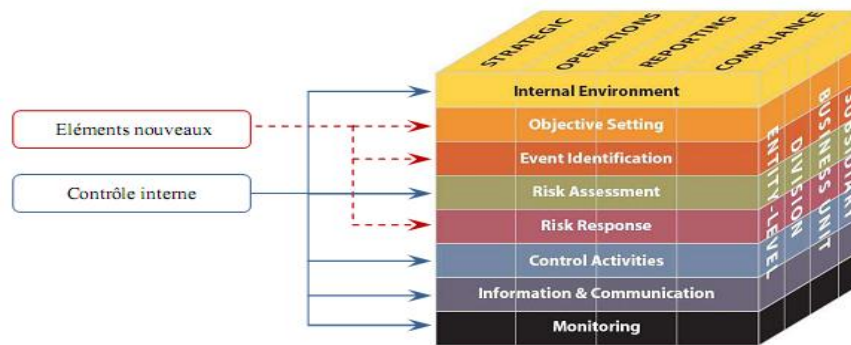 STRATEGIC
OPERATIONS
REPORTING
COMPLIANCE
Internal Environment
Eléments nouveaux
Objective Setting
Event Identification
Contrôle interne
Risk Assessment
Risk Response
Control Activities
Information & Communication
Monitoring
ENTITY-LEVEL
DIVISION
BUSINESS UNIT
SUBSIDIARY